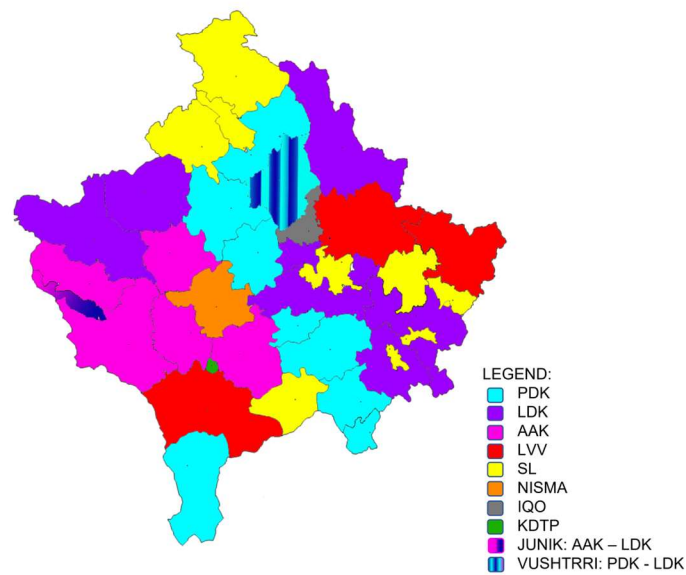 LEGEND:
PDK
LDK
AAK
LVV
SL
NISMA
IQO
KDTP
JUNIK: AAK – LDK
VUSHTRRI: PDK - LDK